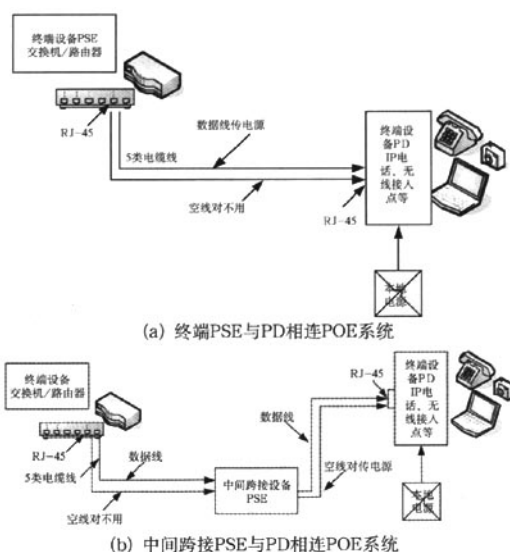 终端设备PSE
交换机/路由器
RJ-45
5类电缆线
数据线传电源
空线对不用
终端设
备PD
IP电
话、无
线接入
点等
RJ-45
本地
电源
(a) 终端PSE与PD相连POE系统
终端设备
交换机/路由器
RJ-45
5类电缆线
数据线
空线对不用
中间跨接设备
PSE
数据线
空线对传电源
RJ-45
终端设
备PD
IP电
话、无
线接入
点等
本地
电源
(b) 中间跨接PSE与PD相连POE系统